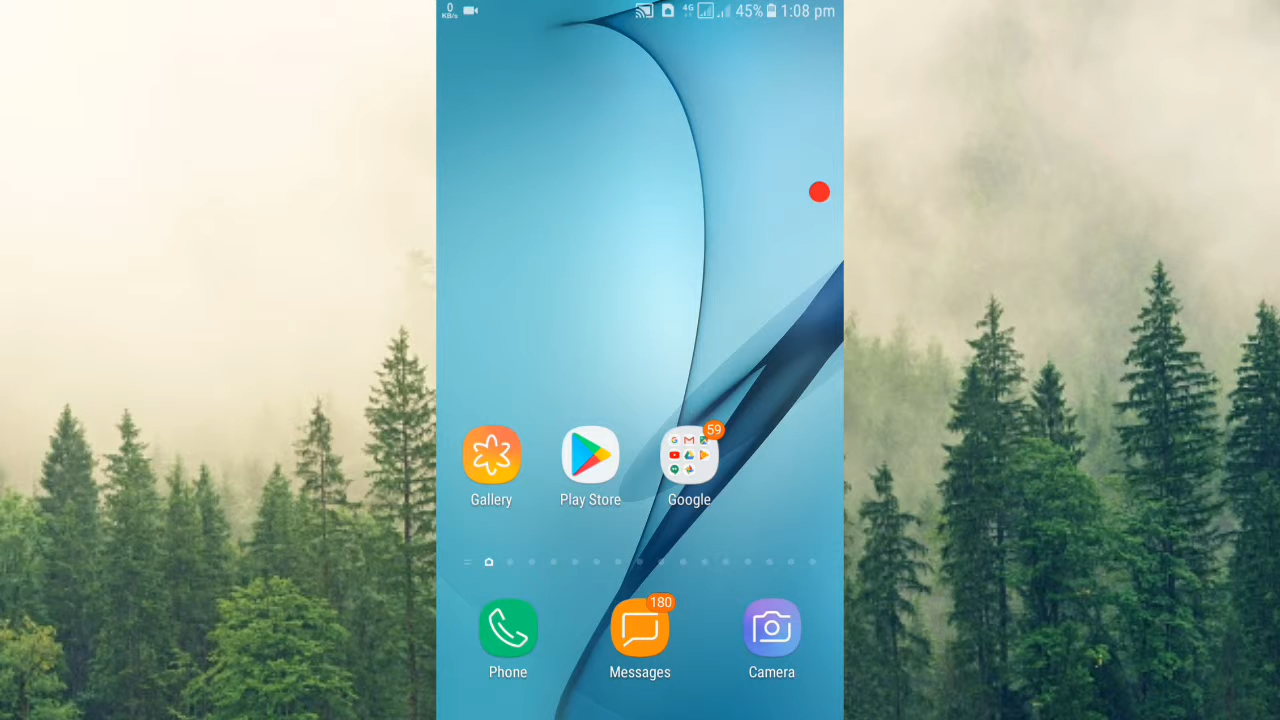 0
KB/s
4G
45%
1:08 pm
59
Gallery
Play Store
Google
180
Phone
Messages
Camera